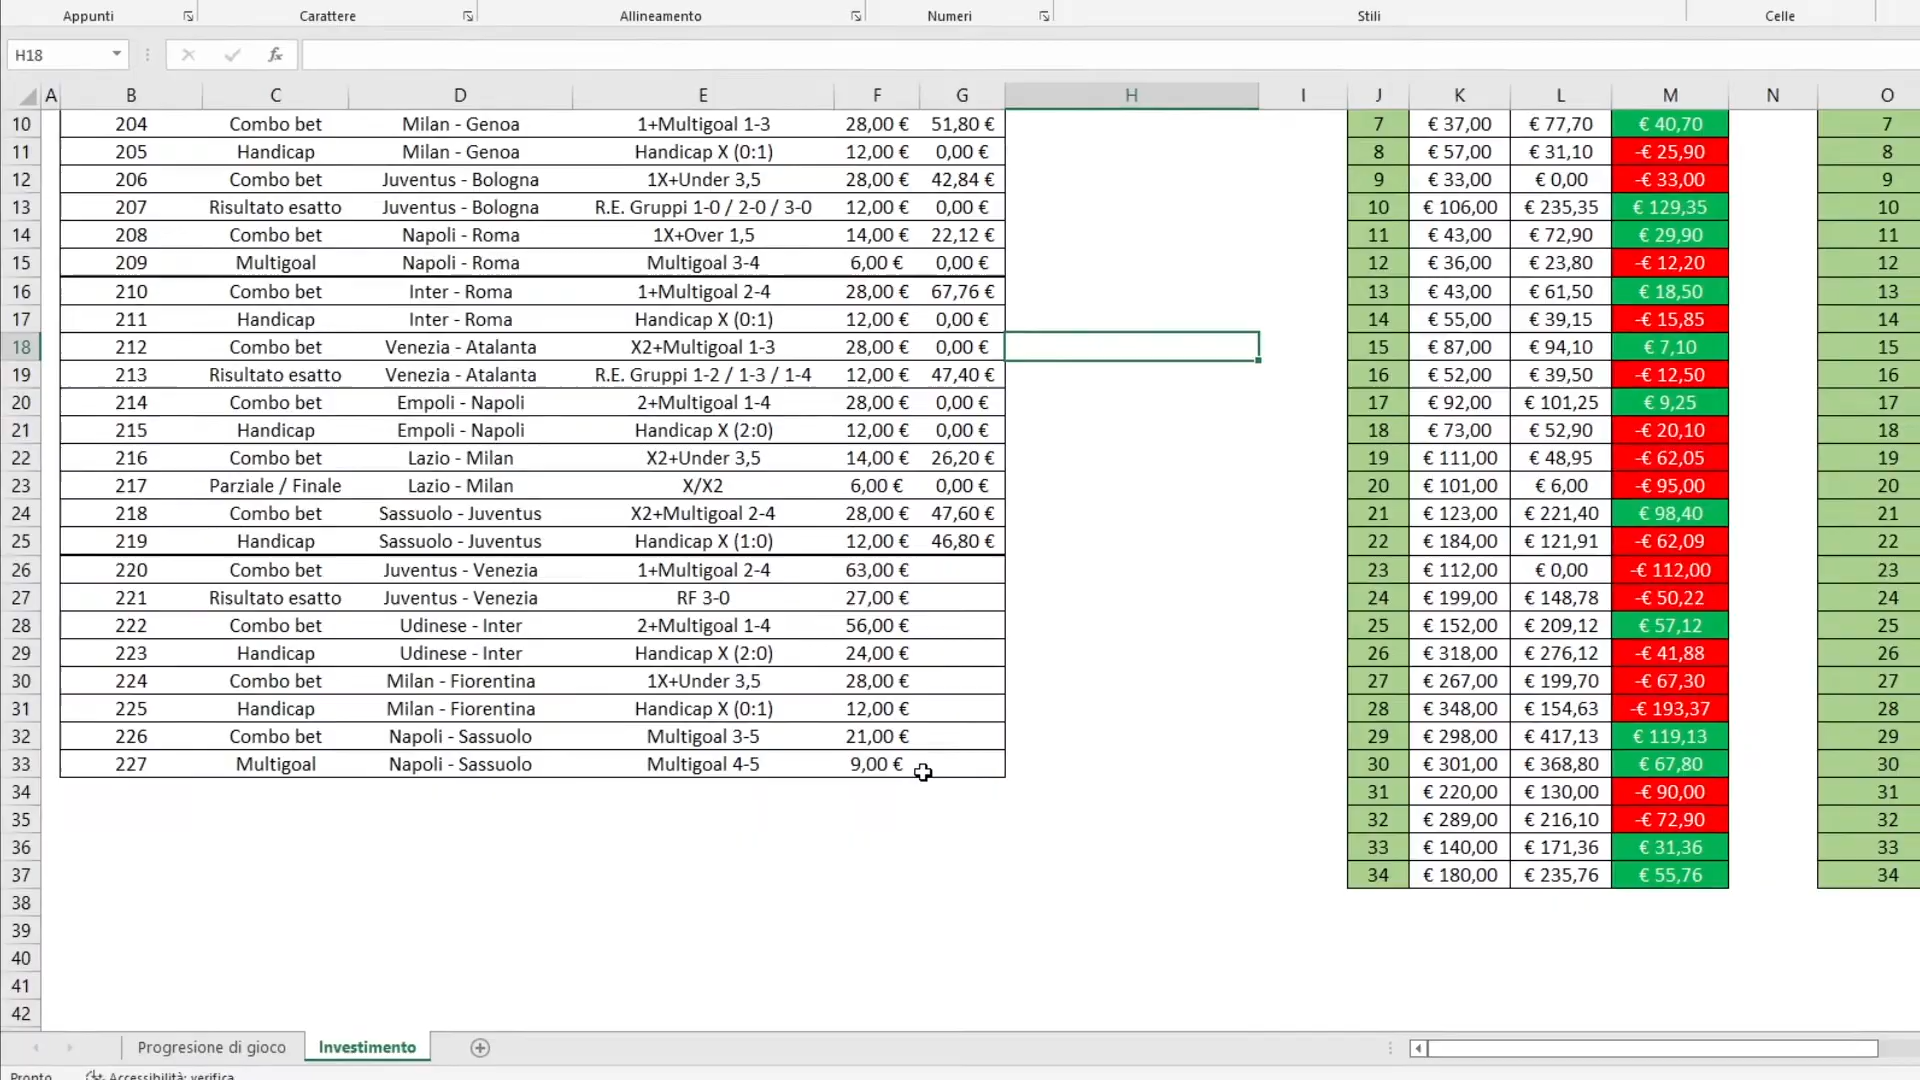 Appunti Carattere Allineamento Numeri Stili Celle
H18 fx
A B C D E F G H I J K L M N O
10 204 Combo bet Milan - Genoa 1+Multigoal 1-3 28,00 € 51,80 € 7 € 37,00 € 77,70 € 40,70 7
11 205 Handicap Milan - Genoa Handicap X (0:1) 12,00 € 0,00 € 8 € 57,00 € 31,10 -€ 25,90 8
12 206 Combo bet Juventus - Bologna 1X+Under 3,5 28,00 € 42,84 € 9 € 33,00 € 0,00 -€ 33,00 9
13 207 Risultato esatto Juventus - Bologna R.E. Gruppi 1-0 / 2-0 / 3-0 12,00 € 0,00 € 10 € 106,00 € 235,35 € 129,35 10
14 208 Combo bet Napoli - Roma 1X+Over 1,5 14,00 € 22,12 € 11 € 43,00 € 72,90 € 29,90 11
15 209 Multigoal Napoli - Roma Multigoal 3-4 6,00 € 0,00 € 12 € 36,00 € 23,80 -€ 12,20 12
16 210 Combo bet Inter - Roma 1+Multigoal 2-4 28,00 € 67,76 € 13 € 43,00 € 61,50 € 18,50 13
17 211 Handicap Inter - Roma Handicap X (0:1) 12,00 € 0,00 € 14 € 55,00 € 39,15 -€ 15,85 14
18 212 Combo bet Venezia - Atalanta X2+Multigoal 1-3 28,00 € 0,00 € 15 € 87,00 € 94,10 € 7,10 15
19 213 Risultato esatto Venezia - Atalanta R.E. Gruppi 1-2 / 1-3 / 1-4 12,00 € 47,40 € 16 € 52,00 € 39,50 -€ 12,50 16
20 214 Combo bet Empoli - Napoli 2+Multigoal 1-4 28,00 € 0,00 € 17 € 92,00 € 101,25 € 9,25 17
21 215 Handicap Empoli - Napoli Handicap X (2:0) 12,00 € 0,00 € 18 € 73,00 € 52,90 -€ 20,10 18
22 216 Combo bet Lazio - Milan X2+Under 3,5 14,00 € 26,20 € 19 € 111,00 € 48,95 -€ 62,05 19
23 217 Parziale / Finale Lazio - Milan X/X2 6,00 € 0,00 € 20 € 101,00 € 6,00 -€ 95,00 20
24 218 Combo bet Sassuolo - Juventus X2+Multigoal 2-4 28,00 € 47,60 € 21 € 123,00 € 221,40 € 98,40 21
25 219 Handicap Sassuolo - Juventus Handicap X (1:0) 12,00 € 46,80 € 22 € 184,00 € 121,91 -€ 62,09 22
26 220 Combo bet Juventus - Venezia 1+Multigoal 2-4 63,00 € 23 € 112,00 € 0,00 -€ 112,00 23
27 221 Risultato esatto Juventus - Venezia RF 3-0 27,00 € 24 € 199,00 € 148,78 -€ 50,22 24
28 222 Combo bet Udinese - Inter 2+Multigoal 1-4 56,00 € 25 € 152,00 € 209,12 € 57,12 25
29 223 Handicap Udinese - Inter Handicap X (2:0) 24,00 € 26 € 318,00 € 276,12 -€ 41,88 26
30 224 Combo bet Milan - Fiorentina 1X+Under 3,5 28,00 € 27 € 267,00 € 199,70 -€ 67,30 27
31 225 Handicap Milan - Fiorentina Handicap X (0:1) 12,00 € 28 € 348,00 € 154,63 -€ 193,37 28
32 226 Combo bet Napoli - Sassuolo Multigoal 3-5 21,00 € 29 € 298,00 € 417,13 € 119,13 29
33 227 Multigoal Napoli - Sassuolo Multigoal 4-5 9,00 € 30 € 301,00 € 368,80 € 67,80 30
34 31 € 220,00 € 130,00 -€ 90,00 31
35 32 € 289,00 € 216,10 -€ 72,90 32
36 33 € 140,00 € 171,36 € 31,36 33
37 34 € 180,00 € 235,76 € 55,76 34
38
39
40
41
42
Progresione di gioco Investimento
Pronto Accessibilità: verifica